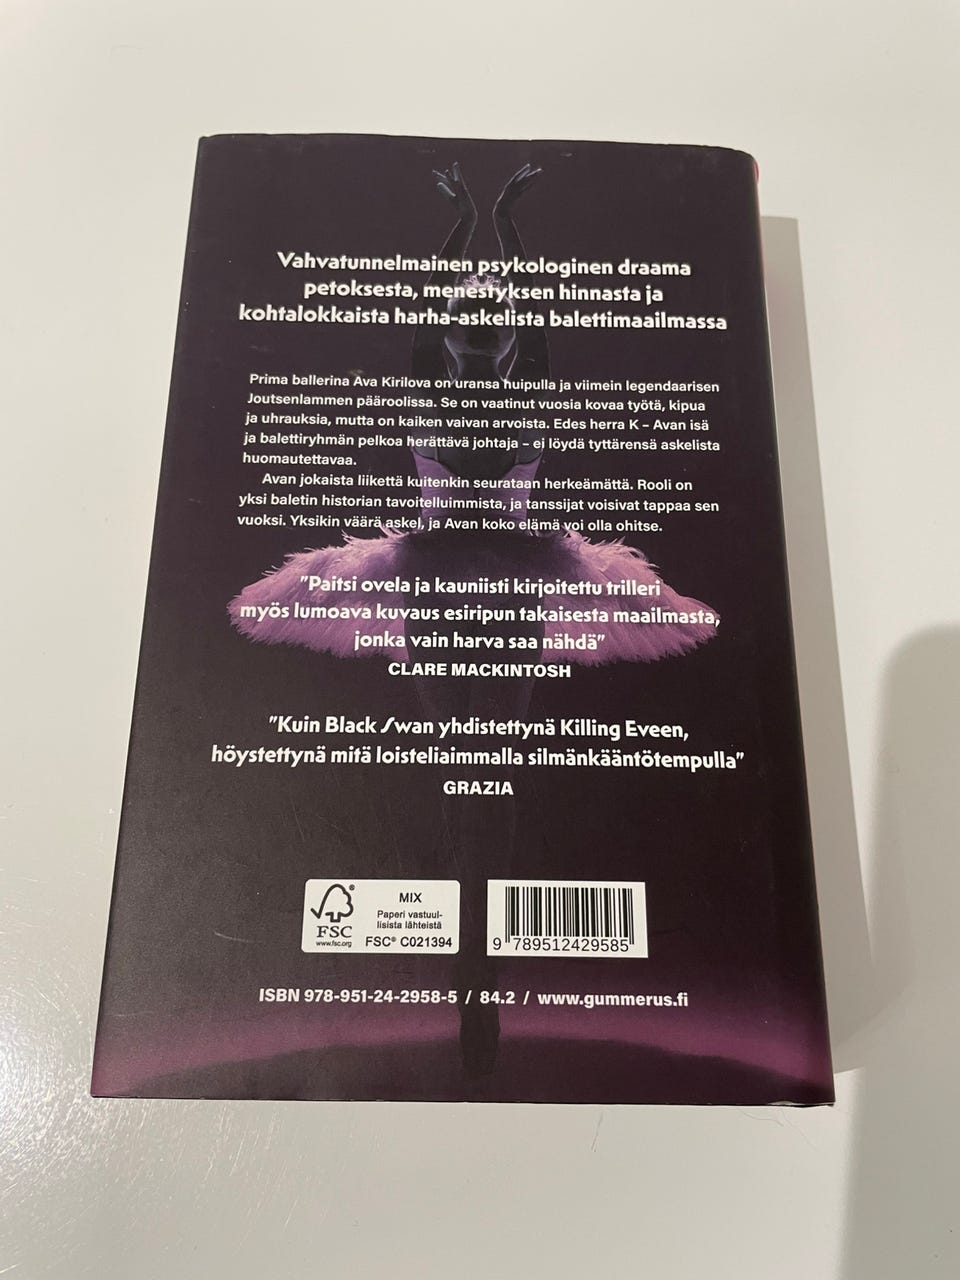 Vahvatunnelmainen psykologinen draama
petoksesta, menestyksen hinnasta ja
kohtalokkaista harha-askelista balettimaailmassa
Prima ballerina Ava Kirilova on uransa huipulla ja viimein legendaarisen
Joutsenlammen pääroolissa. Se on vaatinut vuosia kovaa työtä, kipua
ja uhrauksia, mutta on kaiken vaivan arvoista. Edes herra K – Avan isä
ja balettiryhmän pelkoa herättävä johtaja – ei löydä tyttärensä askelista
huomautettavaa.
Avan jokaista liikettä kuitenkin seurataan herkeämättä. Rooli on
yksi baletin historian tavoitelluimmista, ja tanssijat voisivat tappaa sen
vuoksi. Yksikin väärä askel, ja Avan koko elämä voi olla ohitse.
”Paitsi ovela ja kauniisti kirjoitettu trilleri
myös lumoava kuvaus esiripun takaisesta maailmasta,
jonka vain harva saa nähdä”
CLARE MACKINTOSH
”Kuin Black Swan yhdistettynä Killing Eveen,
höystettynä mitä loisteliaimmalla silmänkääntötempulla”
GRAZIA
FSC®
www.fsc.org
MIX
Paperi vastuul-
lisista lähteistä
FSC® C021394
9 789512429585
ISBN 978-951-24-2958-5 / 84.2 / www.gummerus.fi